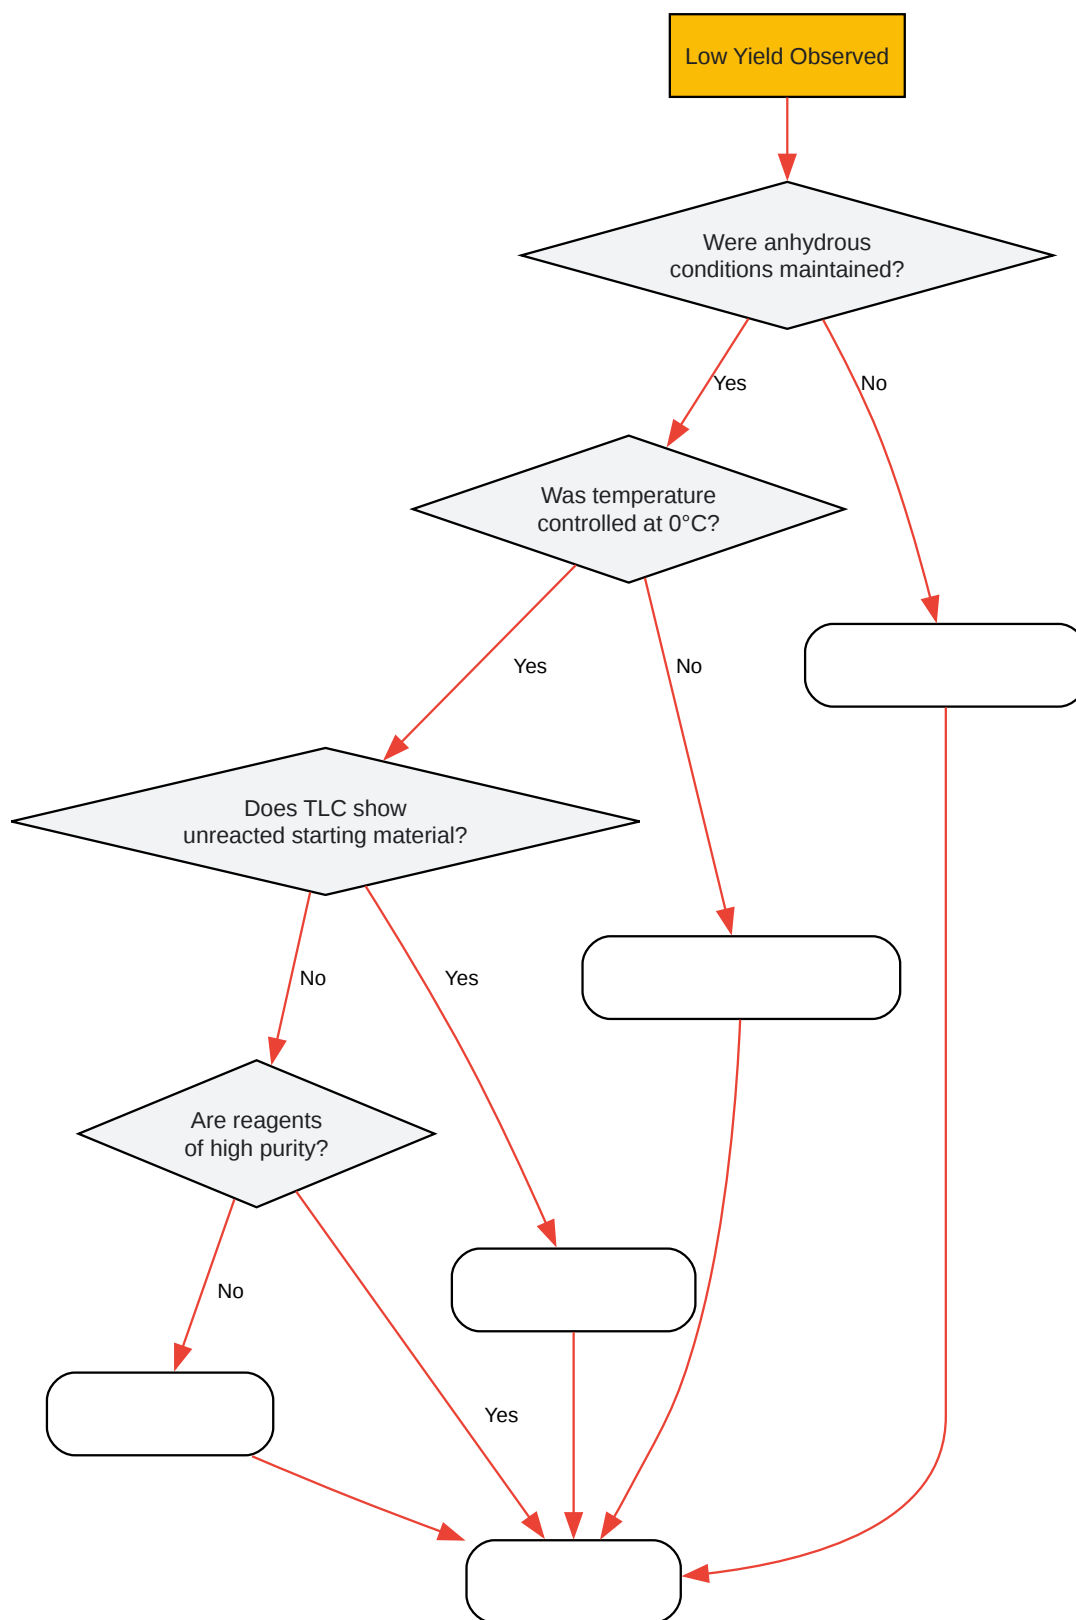 Low Yield Observed
Were anhydrous
conditions maintained?
Yes
No
Was temperature
controlled at 0°C?
Yes
No
Does TLC show
unreacted starting material?
No
Yes
Are reagents
of high purity?
No
Yes